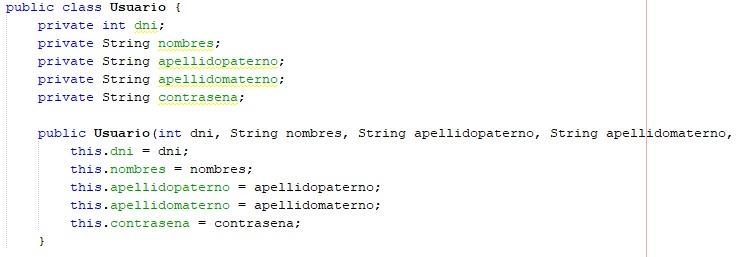 public class Usuario {
private int dni;
private String nombres;
private String apellidopaterno;
private String apellidomaterno;
private String contrasena;
public Usuario(int dni, String nombres, String apellidopaterno, String apellidomaterno,
this.dni = dni;
this.nombres = nombres;
this.apellidopaterno = apellidopaterno;
this.apellidomaterno = apellidomaterno;
this.contrasena = contrasena;
}